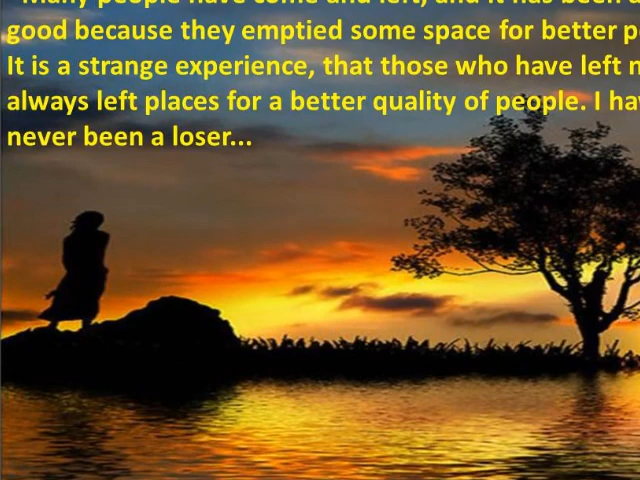 Many people have come and left, and it has been
good because they emptied some space for better
It is a strange experience, that those who have left
always left places for a better quality of people. I
never been a loser...